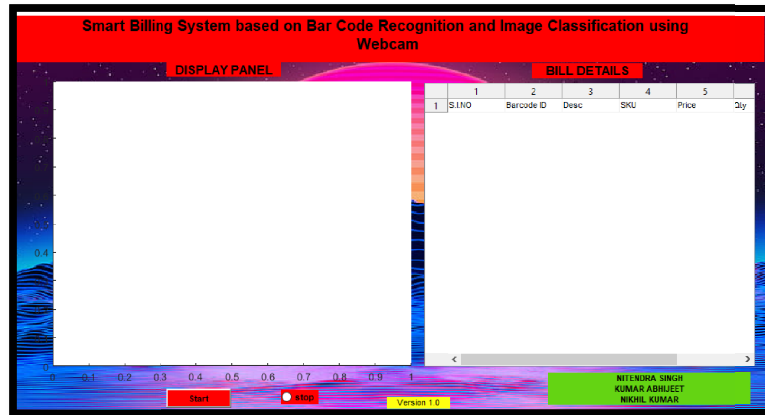 Smart Billing System based on Bar Code Recognition and Image Classification using
Webcam
DISPLAY PANEL
BILL DETAILS
1 2 3 4 5
1 S.I.NO Barcode ID Desc SKU Price Qty
0.4
0
0 0.1 0.2 0.3 0.4 0.5 0.6 0.7 0.8 0.9 1
Start
stop
Version 1.0
NITENDRA SINGH
KUMAR ABHIJEET
NIKHIL KUMAR